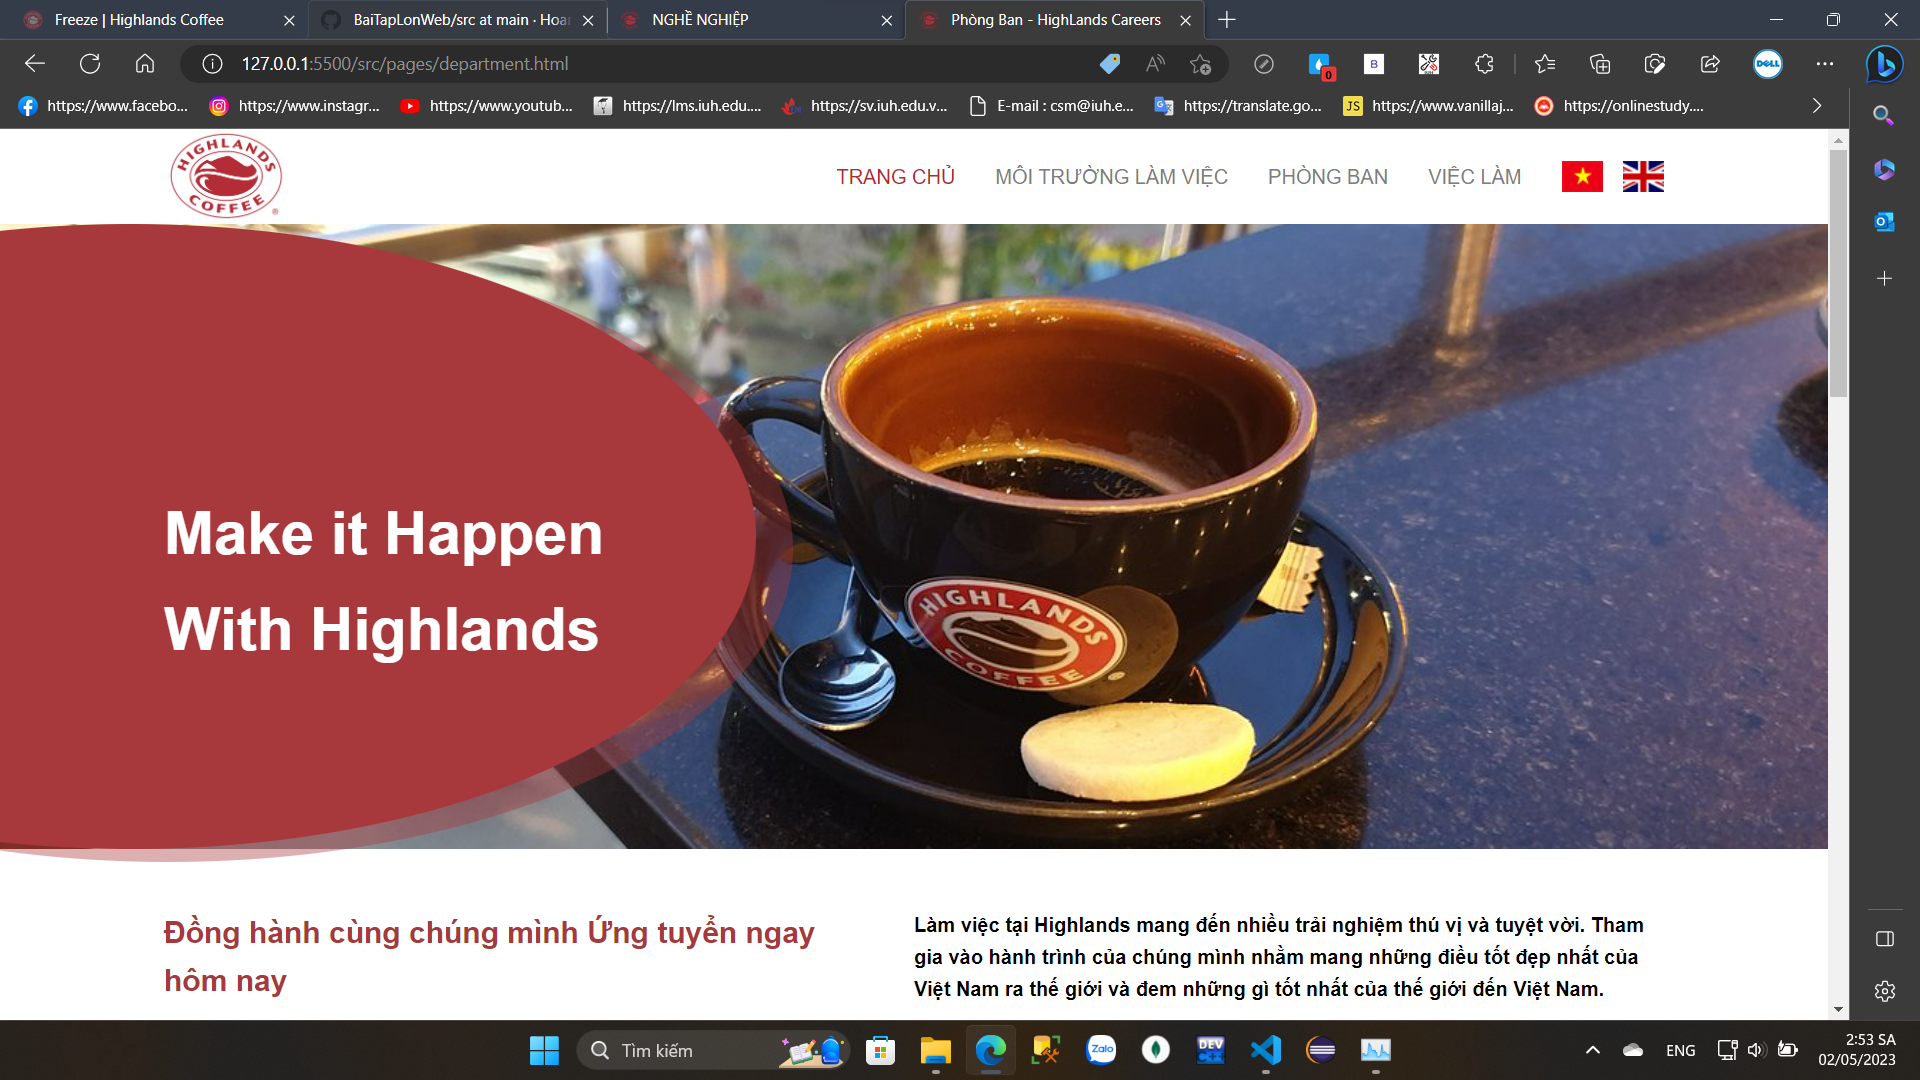 Freeze | Highlands Coffee
BaiTapLonWeb/src at main · Hoar
NGHỀ NGHIỆP
Phòng Ban - HighLands Careers
127.0.0.1:5500/src/pages/department.html
0
B
DELL
https://www.facebo...
https://www.instagr...
https://www.youtub...
https://lms.iuh.edu....
https://sv.iuh.edu.v...
E-mail : csm@iuh.e...
https://translate.go...
JS
https://www.vanillaj...
https://onlinestudy....
HIGHLANDS
COFFEE
®
TRANG CHỦ
MÔI TRƯỜNG LÀM VIỆC
PHÒNG BAN
VIỆC LÀM
Make it Happen
With Highlands
HIGHLANDS
COFFEE
®
Đồng hành cùng chúng mình Ứng tuyển ngay
hôm nay
Làm việc tại Highlands mang đến nhiều trải nghiệm thú vị và tuyệt vời. Tham
gia vào hành trình của chúng mình nhằm mang những điều tốt đẹp nhất của
Việt Nam ra thế giới và đem những gì tốt nhất của thế giới đến Việt Nam.
Tìm kiếm
Zalo
DEV
C++
ENG
2:53 SA
02/05/2023